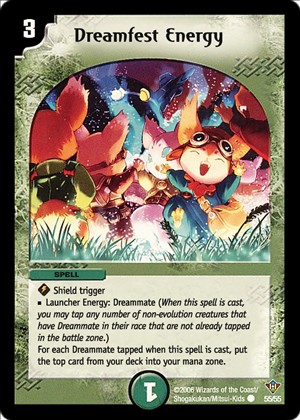 3
Dreamfest Energy
SPELL
Shield trigger
■ Launcher Energy: Dreammate (When this spell is cast,
you may tap any number of non-evolution creatures that
have Dreammate in their race that are not already tapped
in the battle zone.)
For each Dreammate tapped when this spell is cast, put
the top card from your deck into your mana zone.
1
©2006 Wizards of the Coast/
Shogakukan/Mitsui-Kids
55/55